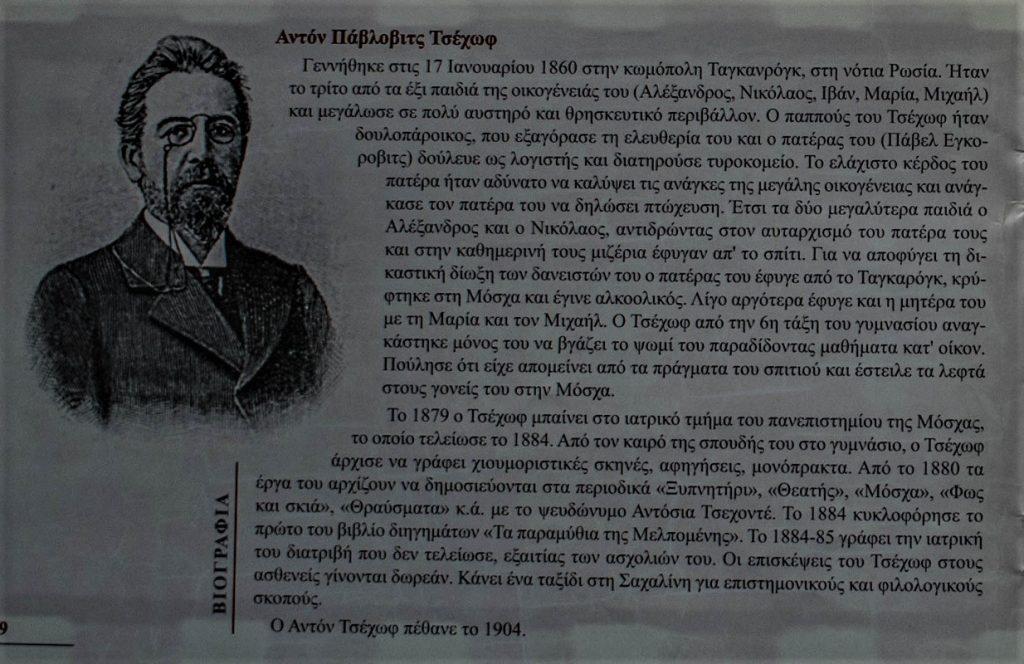 Αντόν Πάβλοβιτς Τσέχωφ
Γεννήθηκε στις 17 Ιανουαρίου 1860 στην κωμόπολη Ταγκανρόγκ, στη νότια Ρωσία. Ήταν
το τρίτο από τα έξι παιδιά της οικογένειάς του (Αλέξανδρος, Νικόλαος, Ιβάν, Μαρία, Μιχαήλ)
και μεγάλωσε σε πολύ αυστηρό και θρησκευτικό περιβάλλον. Ο παππούς του Τσέχωφ ήταν
δουλοπάροικος, που εξαγόρασε τη ελευθερία του και ο πατέρας του (Πάβελ Εγκο-
ροβιτς) δούλευε ως λογιστής και διατηρούσε τυροκομείο. Το ελάχιστο κέρδος του
πατέρα ήταν αδύνατο να καλύψει τις ανάγκες της μεγάλης οικογένειας και ανάγ-
κασε τον πατέρα του να δηλώσει πτώχευση. Έτσι τα δύο μεγαλύτερα παιδιά ο
Αλέξανδρος και ο Νικόλαος, αντιδρώντας στον αυταρχισμό του πατέρα τους
και στην καθημερινή τους μιζέρια έφυγαν απ' το σπίτι. Για να αποφύγει τη δι-
καστική δίωξη των δανειστών του ο πατέρας του έφυγε από το Ταγκαρόγκ, κρύ-
φτηκε στη Μόσχα και έγινε αλκοολικός. Λίγο αργότερα έφυγε και η μητέρα του
με τη Μαρία και τον Μιχαήλ. Ο Τσέχωφ από την 6η τάξη του γυμνασίου αναγ-
κάστηκε μόνος του να βγάζει το ψωμί του παραδίδοντας μαθήματα κατ' οίκον.
Πούλησε ότι είχε απομείνει από τα πράγματα του σπιτιού και έστειλε τα λεφτά
στους γονείς του στην Μόσχα.
Το 1879 ο Τσέχωφ μπαίνει στο ιατρικό τμήμα του πανεπιστημίου της Μόσχας,
το οποίο τελείωσε το 1884. Από τον καιρό της σπουδής του στο γυμνάσιο, ο Τσέχωφ
άρχισε να γράφει χιουμοριστικές σκηνές, αφηγήσεις, μονόπρακτα. Από το 1880 τα
έργα του αρχίζουν να δημοσιεύονται στα περιοδικά «Ξυπνητήρι», «Θεατής», «Μόσχα», «Φως
και σκιά», «Θραύσματα» κ.ά. με το ψευδώνυμο Αντόσια Τσεχοντέ. Το 1884 κυκλοφόρησε το
πρώτο του βιβλίο διηγημάτων «Τα παραμύθια της Μελπομένης». Το 1884-85 γράφει την ιατρική
του διατριβή που δεν τελείωσε, εξαιτίας των ασχολιών του. Οι επισκέψεις του Τσέχωφ στους
ασθενείς γίνονται δωρεάν. Κάνει ένα ταξίδι στη Σαχαλίνη για επιστημονικούς και φιλολογικούς
σκοπούς.
Ο Αντόν Τσέχωφ πέθανε το 1904.
ΒΙΟΓΡΑΦΙΑ
9